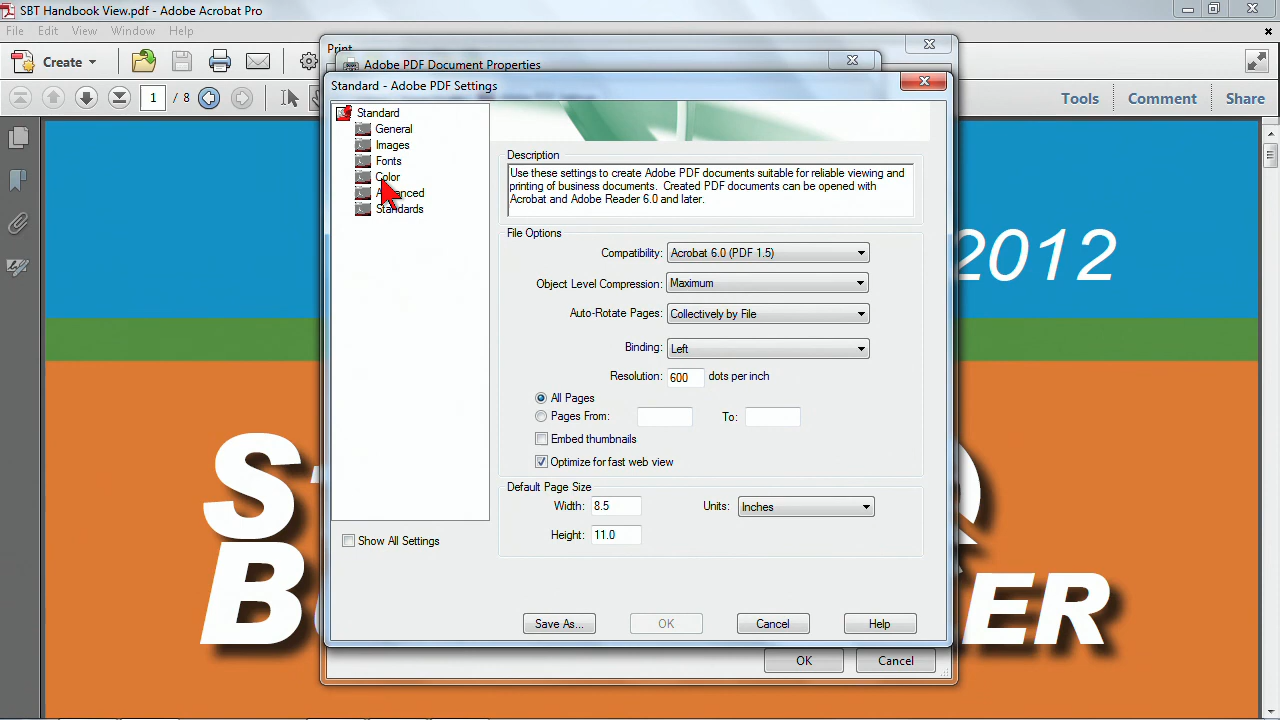 SBT Handbook View.pdf - Adobe Acrobat Pro
File Edit View Window Help
Create
1 / 8
Tools Comment Share
Print
Adobe PDF Document Properties
Standard - Adobe PDF Settings
Standard
General
Images
Fonts
Color
Advanced
Standards
Show All Settings
Description
Use these settings to create Adobe PDF documents suitable for reliable viewing and
printing of business documents. Created PDF documents can be opened with
Acrobat and Adobe Reader 6.0 and later.
File Options
Compatibility: Acrobat 6.0 (PDF 1.5)
Object Level Compression: Maximum
Auto-Rotate Pages: Collectively by File
Binding: Left
Resolution: 600 dots per inch
All Pages
Pages From: To:
Embed thumbnails
Optimize for fast web view
Default Page Size
Width: 8.5 Units: Inches
Height: 11.0
Save As... OK Cancel Help
OK Cancel
2012
ER